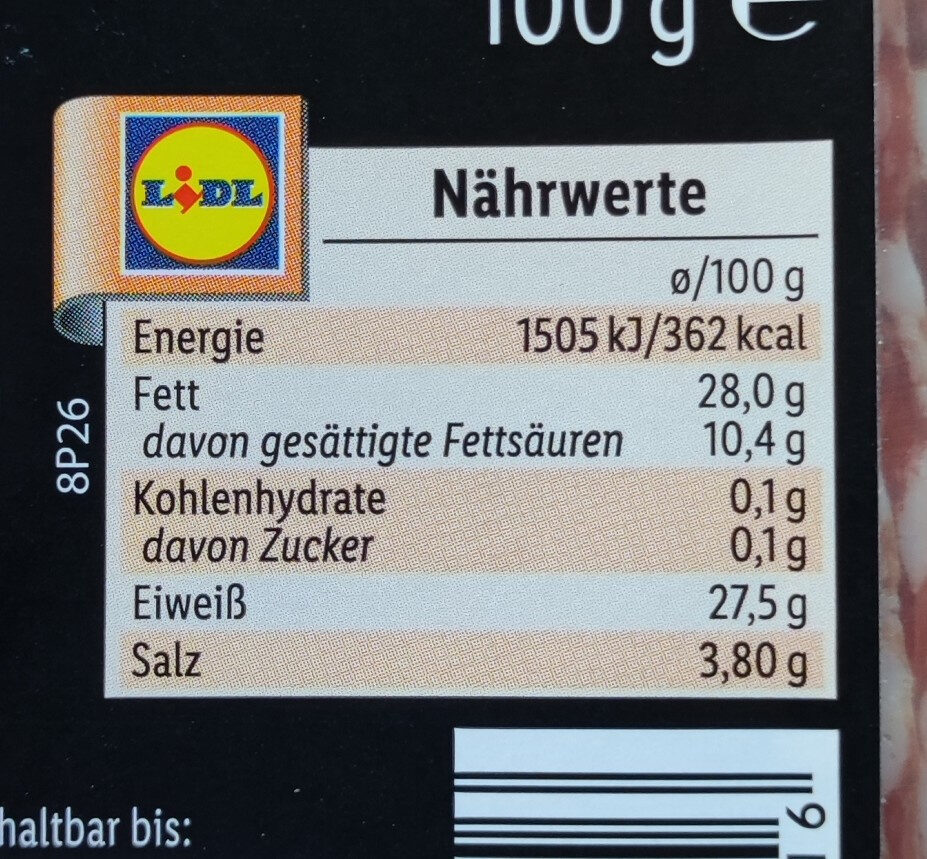 100 g e
LIDL
Nährwerte
ø/100 g
Energie 1505 kJ/362 kcal
Fett 28,0 g
davon gesättigte Fettsäuren 10,4 g
Kohlenhydrate 0,1 g
davon Zucker 0,1 g
Eiweiß 27,5 g
Salz 3,80 g
8P26
haltbar bis:
9